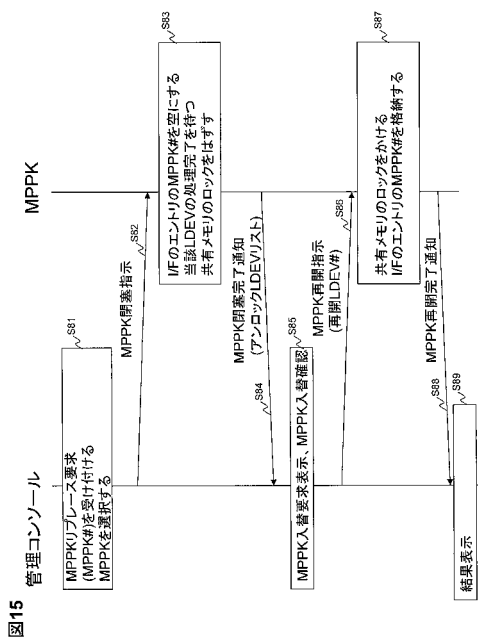 図15
管理コンソール
MPPK
MPPKリプレース要求
(MPPK#)を受け付ける
MPPKを選択する
S81
MPPK閉塞指示
S82
I/FのエントリのMPPK#を空にする
当該LDEVの処理完了を待つ
共有メモリのロックをはずす
S83
MPPK閉塞完了通知
(アンロックLDEVリスト)
S84
MPPK入替要求表示、MPPK入替確認
S85
MPPK再開指示
(再開LDEV#)
S86
共有メモリのロックをかける
I/FのエントリのMPPK#を格納する
S87
MPPK再開完了通知
S88
結果表示
S89